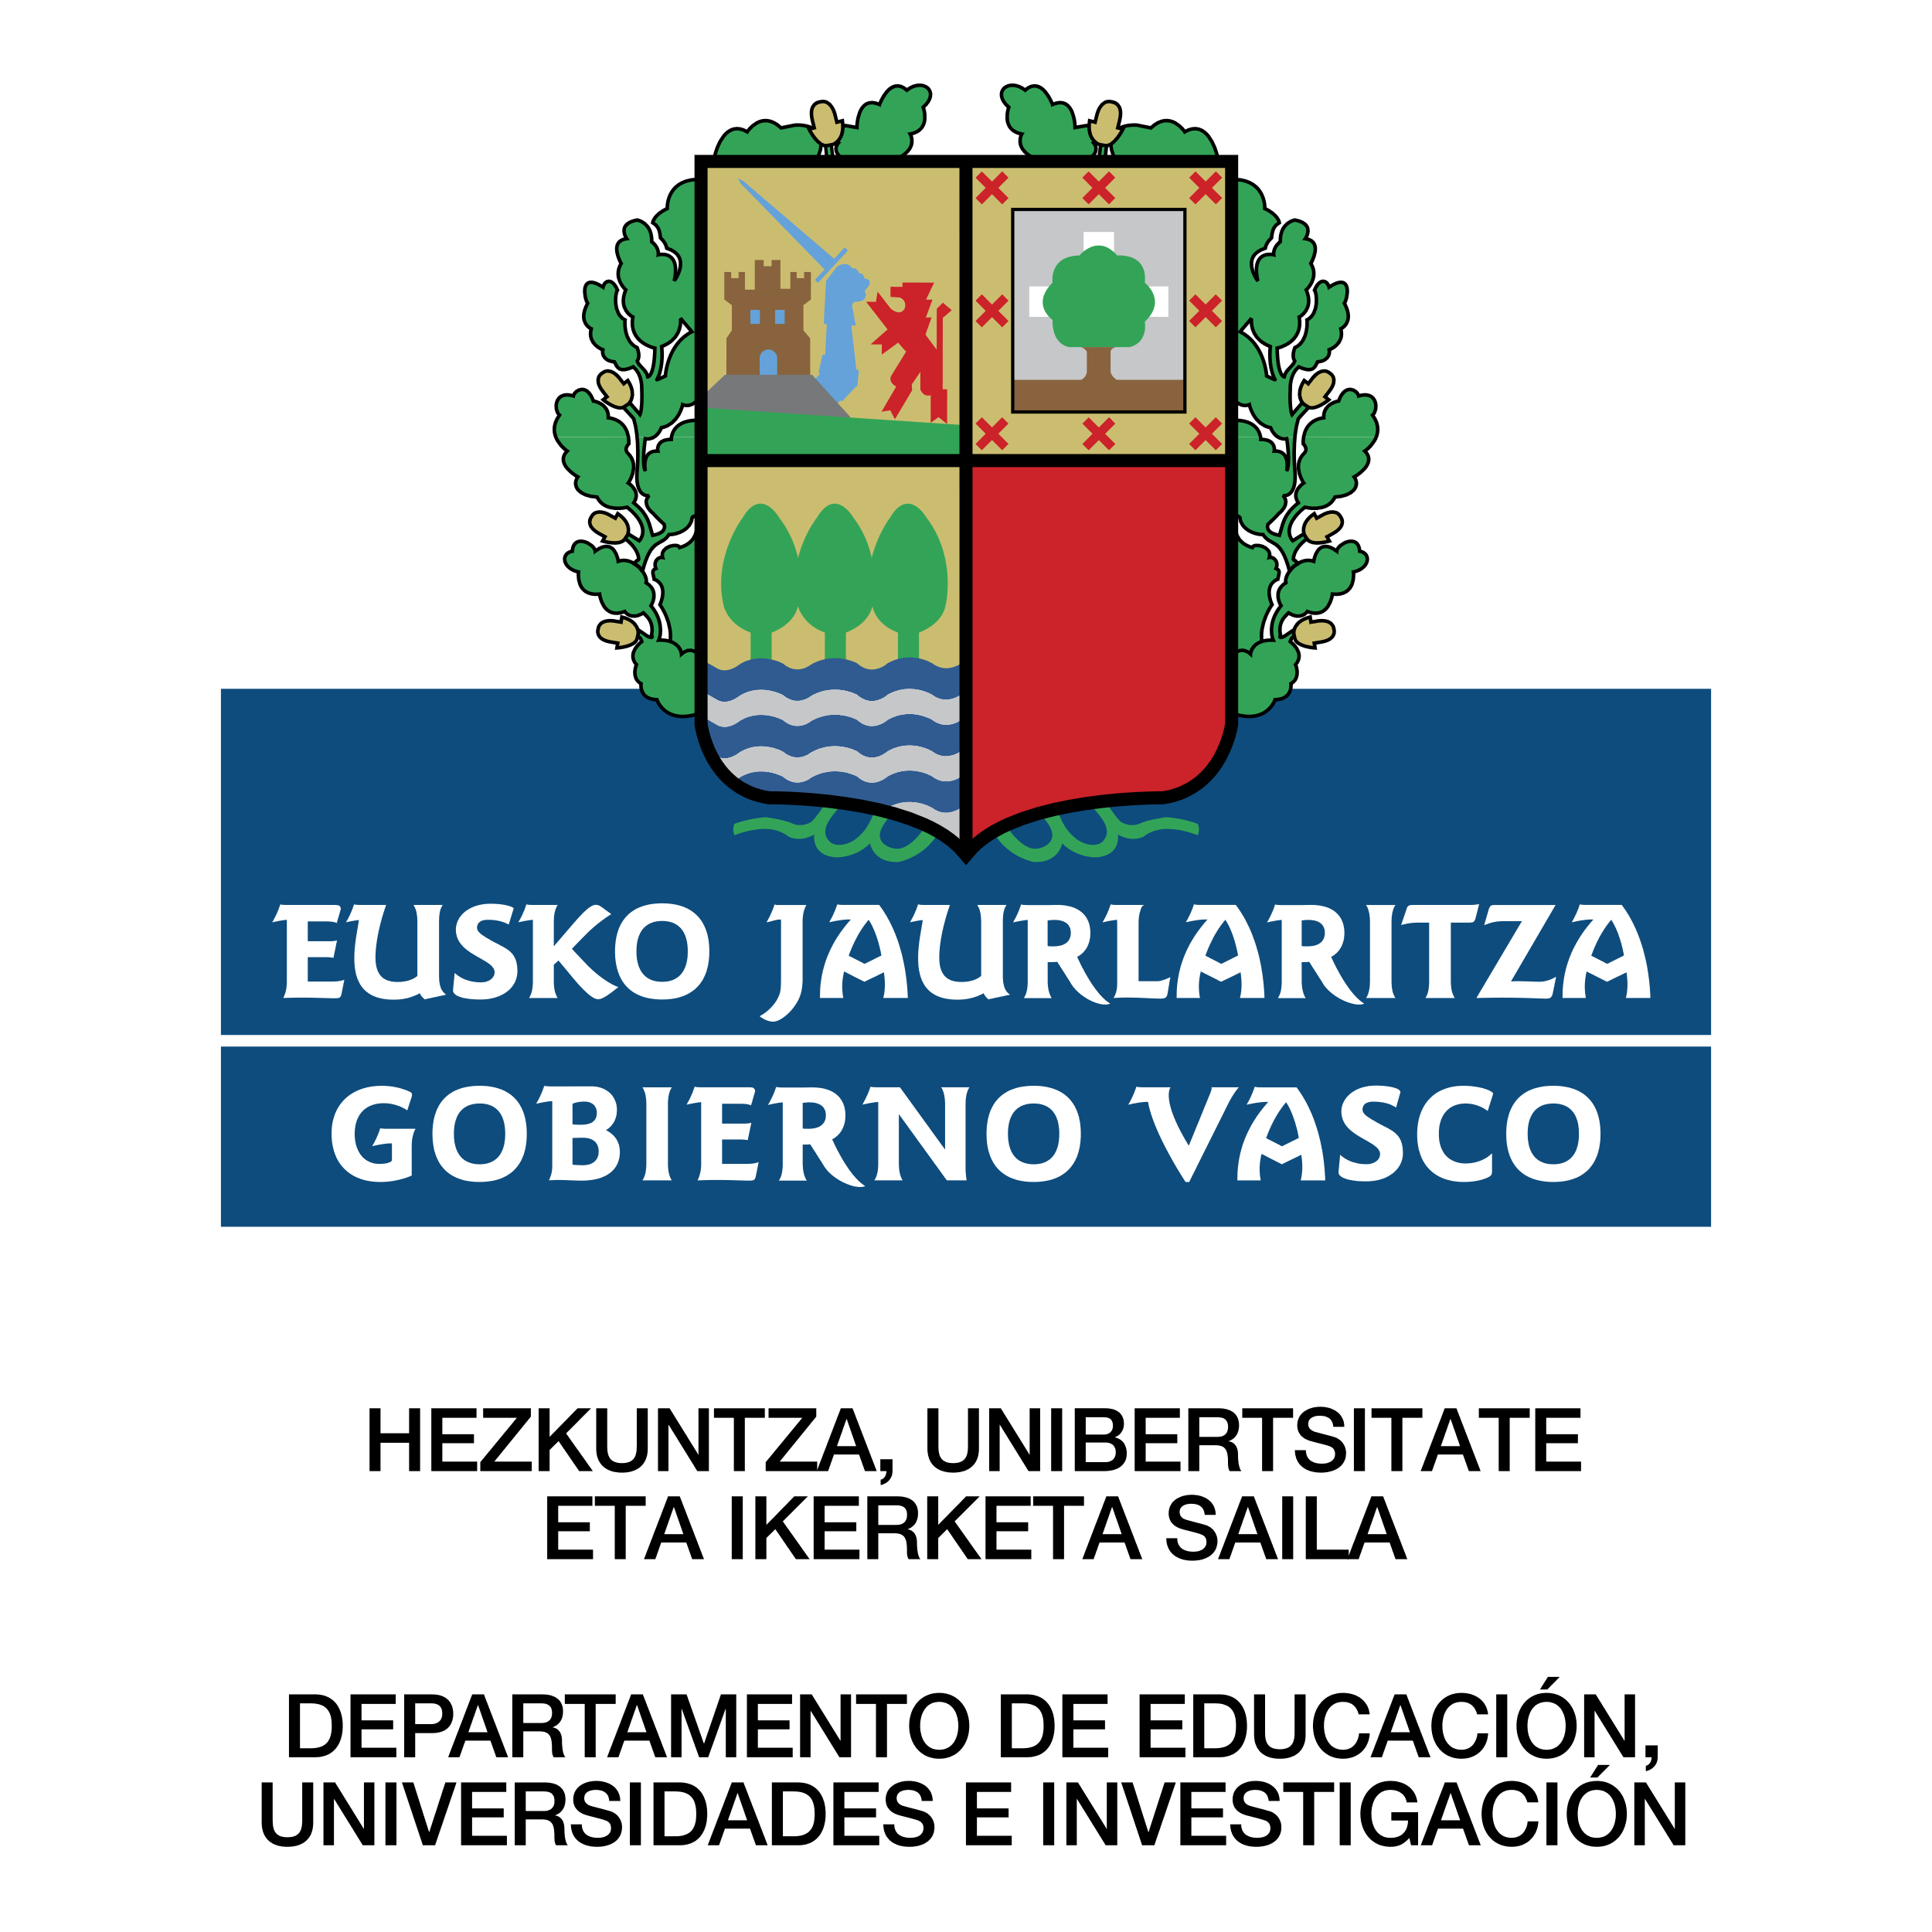 EUSKO JAURLARITZA
GOBIERNO VASCO
HEZKUNTZA, UNIBERTSITATE
ETA IKERKETA SAILA
DEPARTAMENTO DE EDUCACIÓN,
UNIVERSIDADES E INVESTIGACIÓN